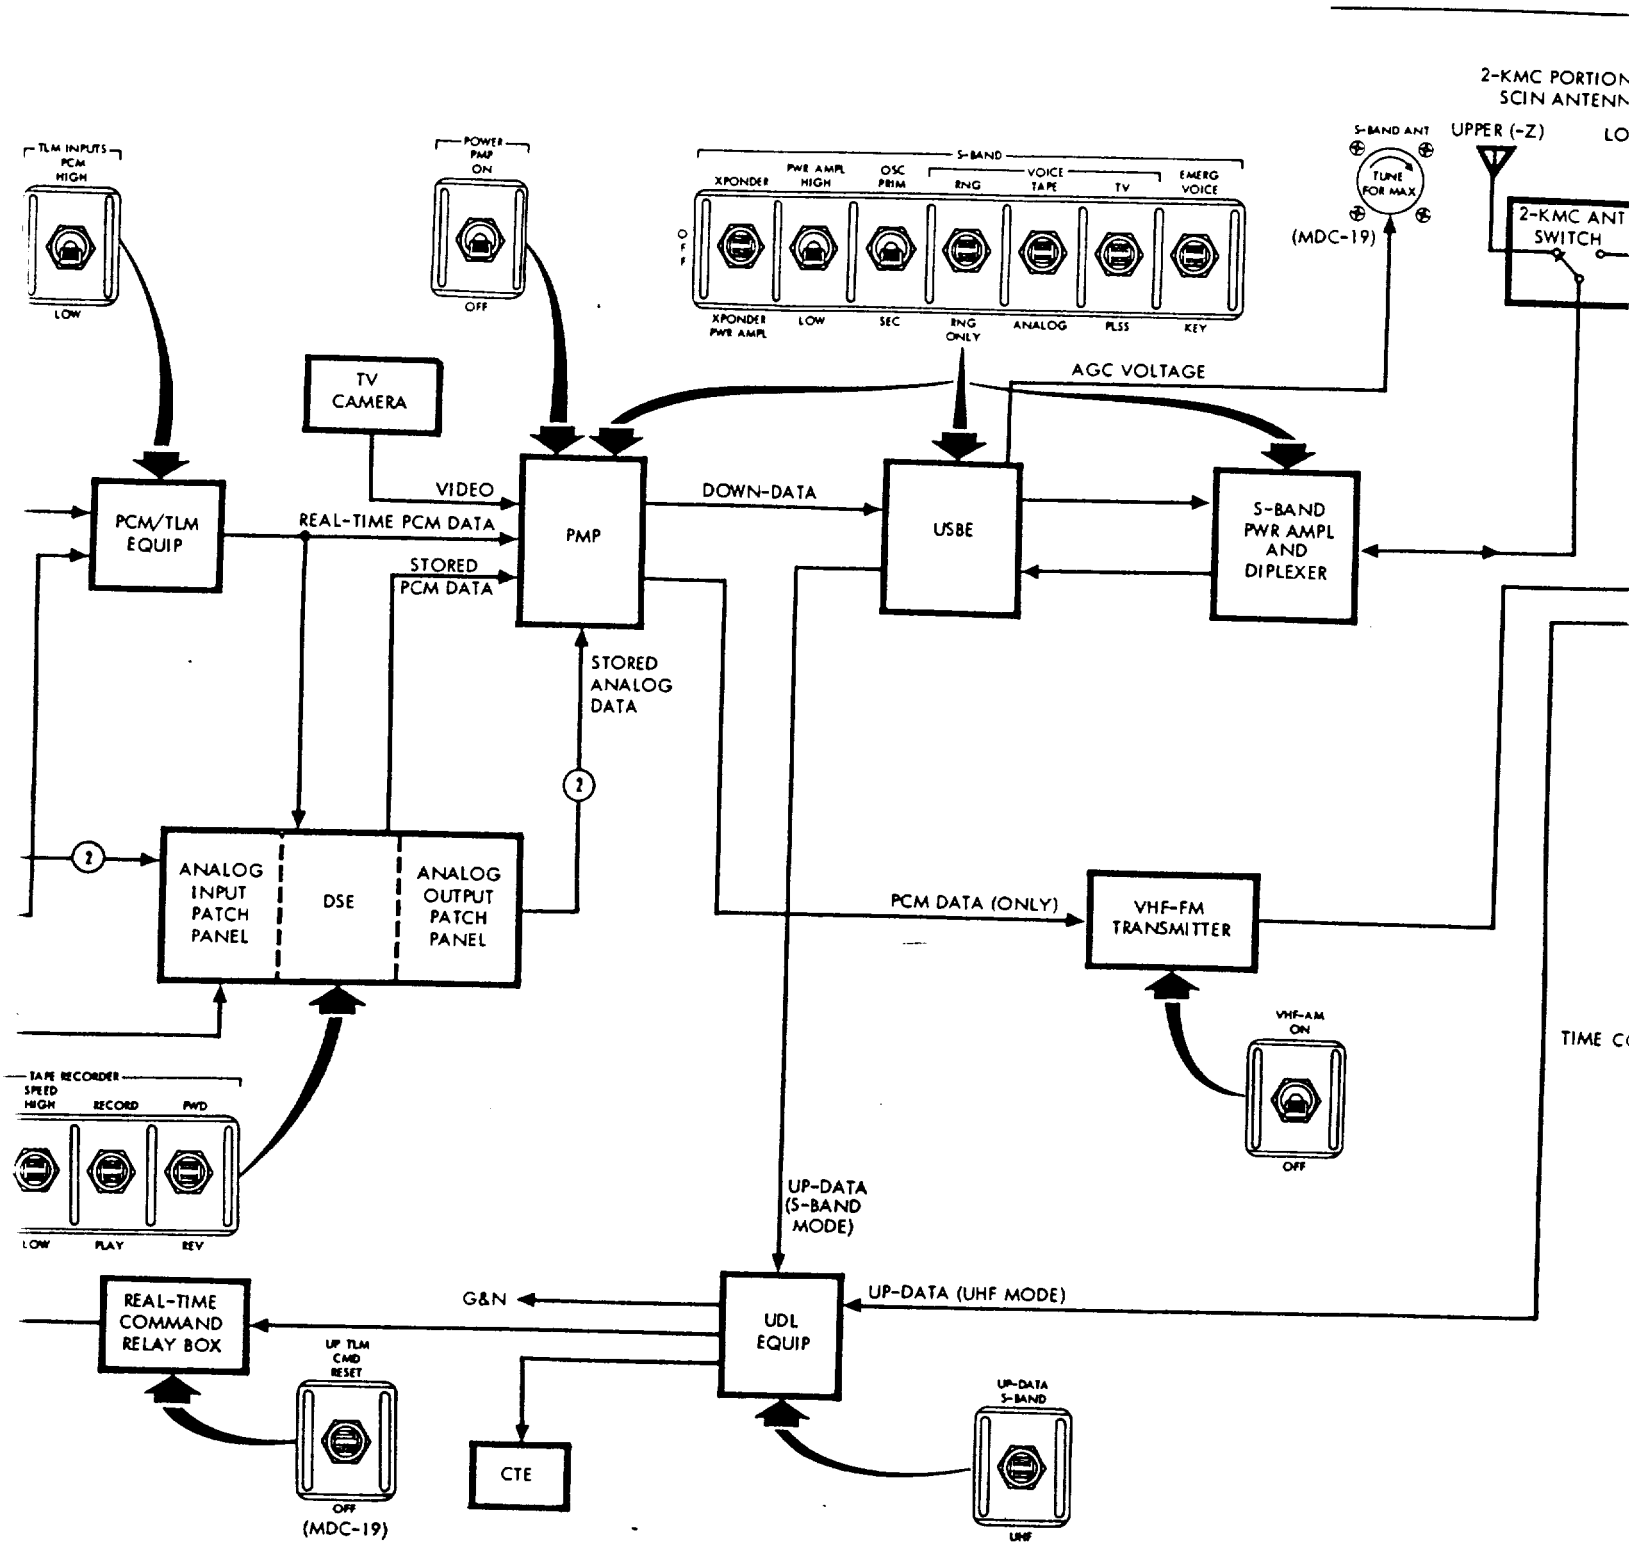 2-KMC PORTION
SCIN ANTENN
S-BAND ANT
UPPER (-Z)
LO
TUNE
FOR MAX
(MDC-19)
2-KMC ANT
SWITCH
TLM INPUTS
PCM
HIGH
LOW
POWER
PMP
ON
OFF
S-BAND
VOICE
XPONDER
PWR AMPL
HIGH
OSC
PRIM
RNG
TAPE
TV
EMERG
VOICE
OFF
XPONDER
PWR AMPL
LOW
SEC
RNG
ONLY
ANALOG
PLSS
KEY
AGC VOLTAGE
TV
CAMERA
VIDEO
DOWN-DATA
PCM/TLM
EQUIP
REAL-TIME PCM DATA
PMP
USBE
S-BAND
PWR AMPL
AND
DIPLEXER
STORED
PCM DATA
STORED
ANALOG
DATA
2
2
ANALOG
INPUT
PATCH
PANEL
DSE
ANALOG
OUTPUT
PATCH
PANEL
PCM DATA (ONLY)
VHF-FM
TRANSMITTER
VHF-AM
ON
OFF
TIME CO
TAPE RECORDER
SPEED
HIGH
RECORD
FWD
LOW
PLAY
REV
UP-DATA
(S-BAND
MODE)
REAL-TIME
COMMAND
RELAY BOX
G&N
UDL
EQUIP
UP-DATA (UHF MODE)
UP TLM
CMD
RESET
OFF
(MDC-19)
CTE
UP-DATA
S-BAND
UHF